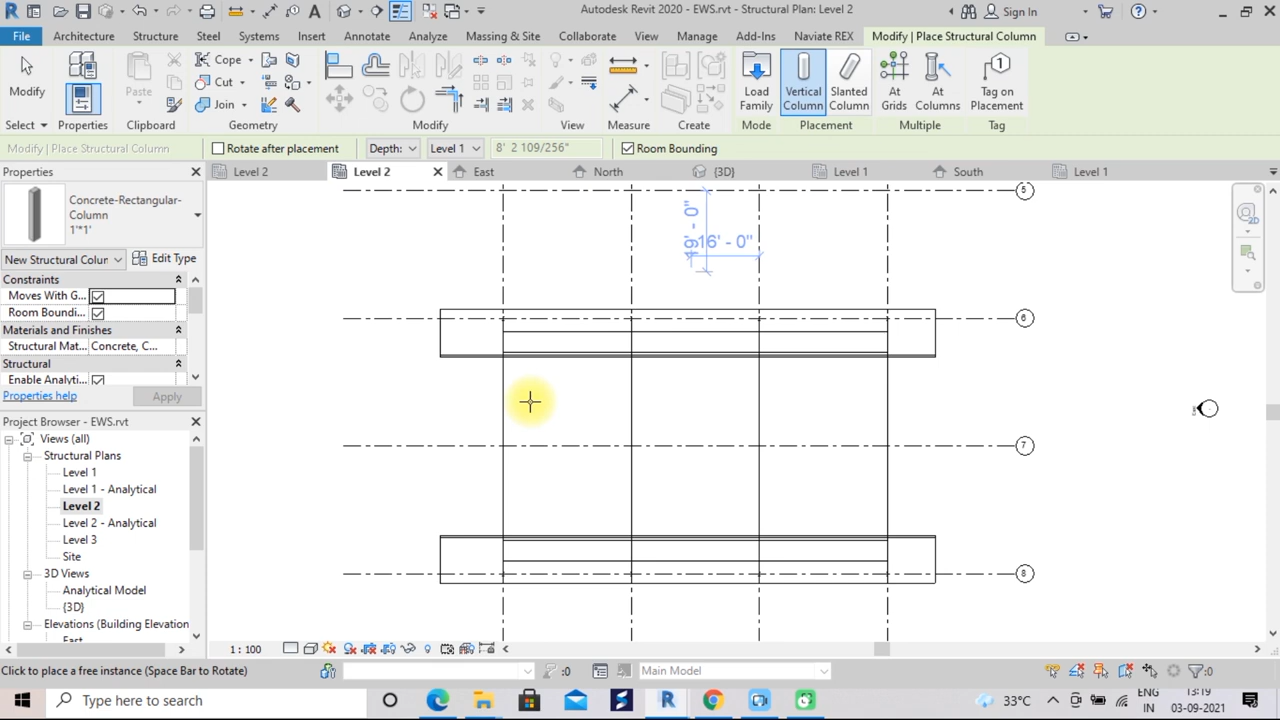 Autodesk Revit 2020 - EWS.rvt - Structural Plan: Level 2
Sign In
File Architecture Structure Steel Systems Insert Annotate Analyze Massing & Site Collaborate View Manage Add-Ins Naviate REX Modify | Place Structural Column
Modify
Paste
Cope
Cut
Join
Load Family
Vertical Column
Slanted Column
At Grids
At Columns
Tag on Placement
Select Properties Clipboard Geometry Modify View Measure Create Mode Placement Multiple Tag
Modify | Place Structural Column Rotate after placement Depth: Level 1 8' 2 109/256" Room Bounding
Properties
Level 2 Level 2 East North {3D} Level 1 South Level 1
Concrete-Rectangular-
Column
1'*1'
New Structural Colur Edit Type
Constraints
Moves With G...
Room Boundi...
Materials and Finishes
Structural Mat... Concrete, C...
Structural
Enable Analyti...
Properties help Apply
Project Browser - EWS.rvt
Views (all)
Structural Plans
Level 1
Level 1 - Analytical
Level 2
Level 2 - Analytical
Level 3
Site
3D Views
Analytical Model
{3D}
Elevations (Building Elevation
East
5
16' - 0"
6
7
8
1 : 100
Click to place a free instance (Space Bar to Rotate) :0 Main Model :0
Type here to search
33°C
ENG
IN
13:19
03-09-2021